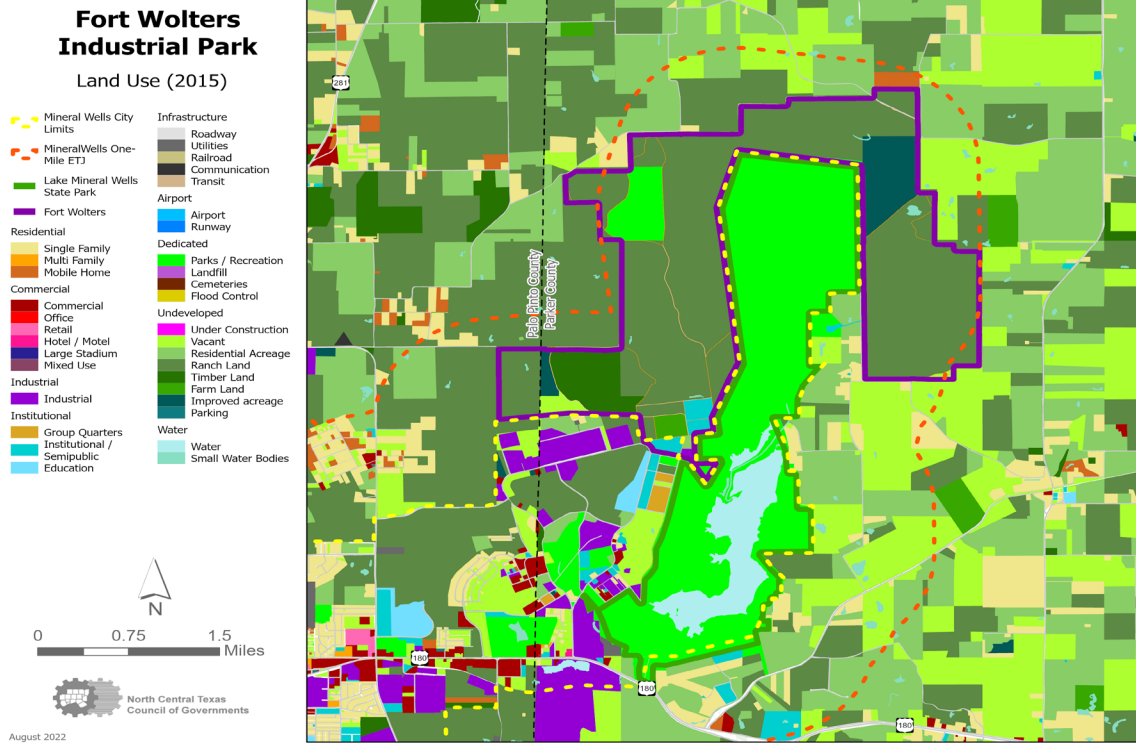 Fort Wolters
Industrial Park
Land Use (2015)
Mineral Wells City
Limits
MineralWells One-
Mile ETJ
Lake Mineral Wells
State Park
Fort Wolters
Residential
Single Family
Multi Family
Mobile Home
Commercial
Commercial
Office
Retail
Hotel / Motel
Large Stadium
Mixed Use
Industrial
Industrial
Institutional
Group Quarters
Institutional /
Semipublic
Education
Infrastructure
Roadway
Utilities
Railroad
Communication
Transit
Airport
Airport
Runway
Dedicated
Parks / Recreation
Landfill
Cemeteries
Flood Control
Undeveloped
Under Construction
Vacant
Residential Acreage
Ranch Land
Timber Land
Farm Land
Improved acreage
Parking
Water
Water
Small Water Bodies
N
0 0.75 1.5
Miles
North Central Texas
Council of Governments
August 2022
281
Palo Pinto County
Parker County
180
180
180